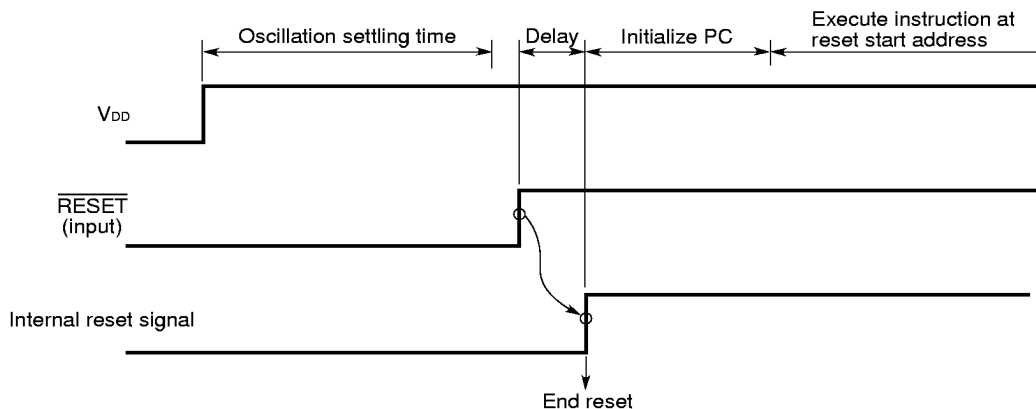 Oscillation settling time
Delay
Initialize PC
Execute instruction at
reset start address
VDD
RESET
(input)
Internal reset signal
End reset